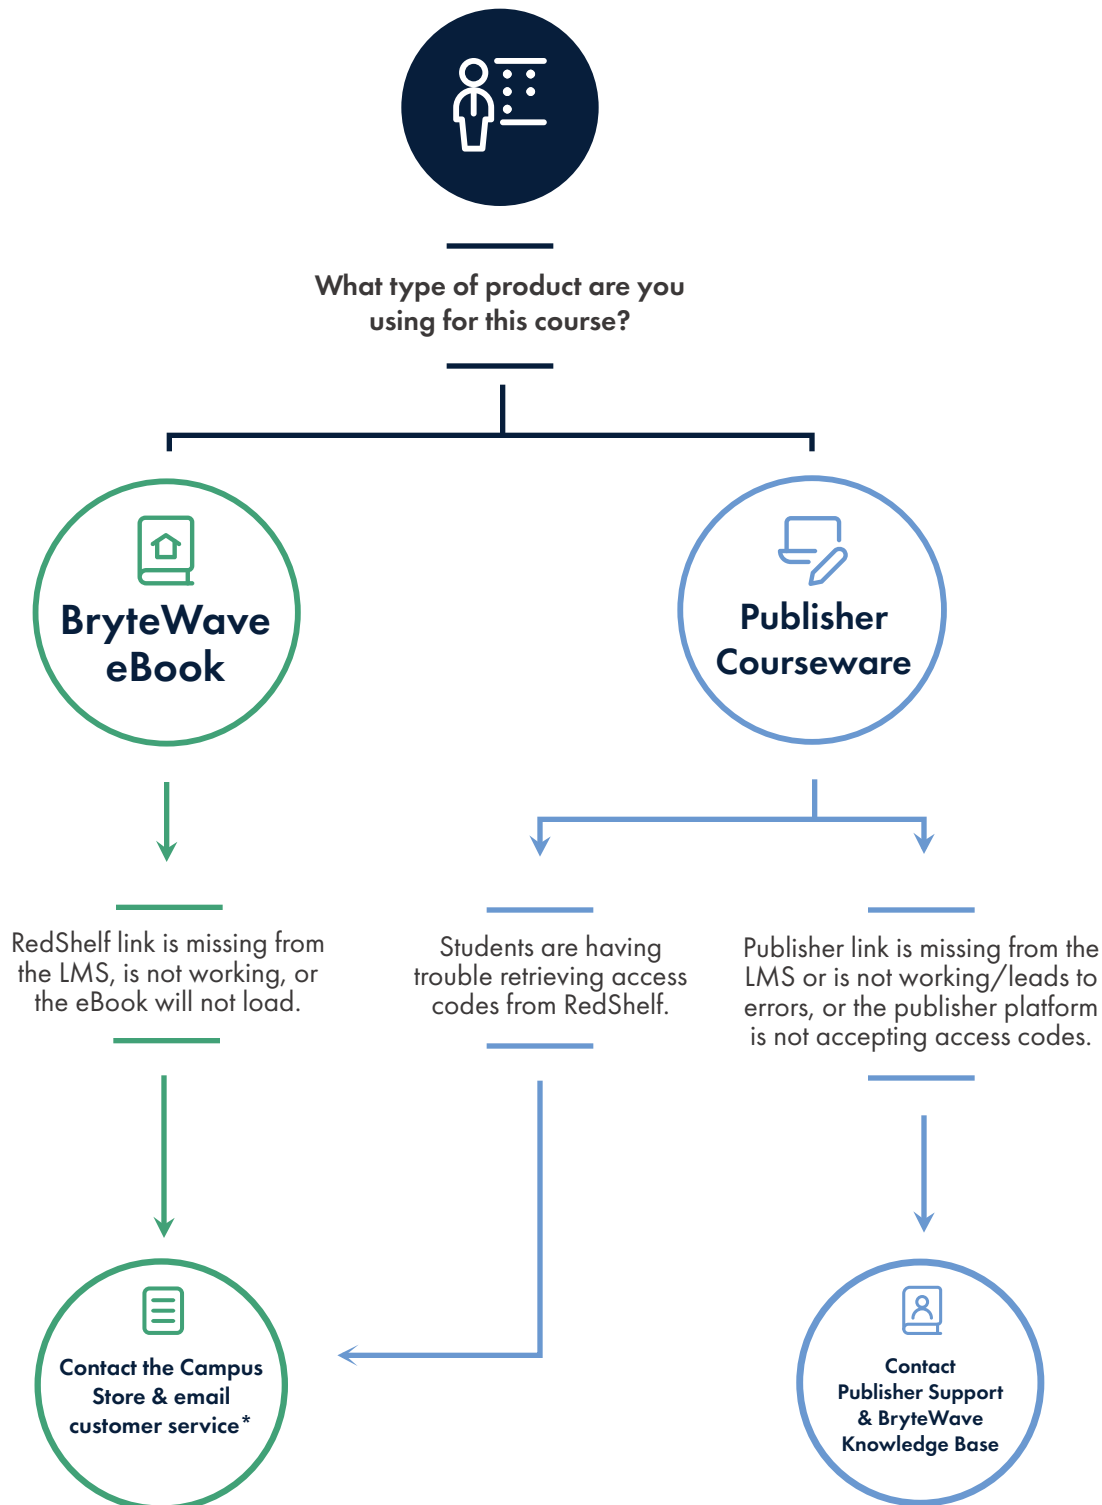 What type of product are you
using for this course?
BryteWave
eBook
Publisher
Courseware
RedShelf link is missing from
the LMS, is not working, or
the eBook will not load.
Students are having
trouble retrieving access
codes from RedShelf.
Publisher link is missing from the
LMS or is not working/leads to
errors, or the publisher platform
is not accepting access codes.
Contact the Campus
Store & email
customer service*
Contact
Publisher Support
& BryteWave
Knowledge Base